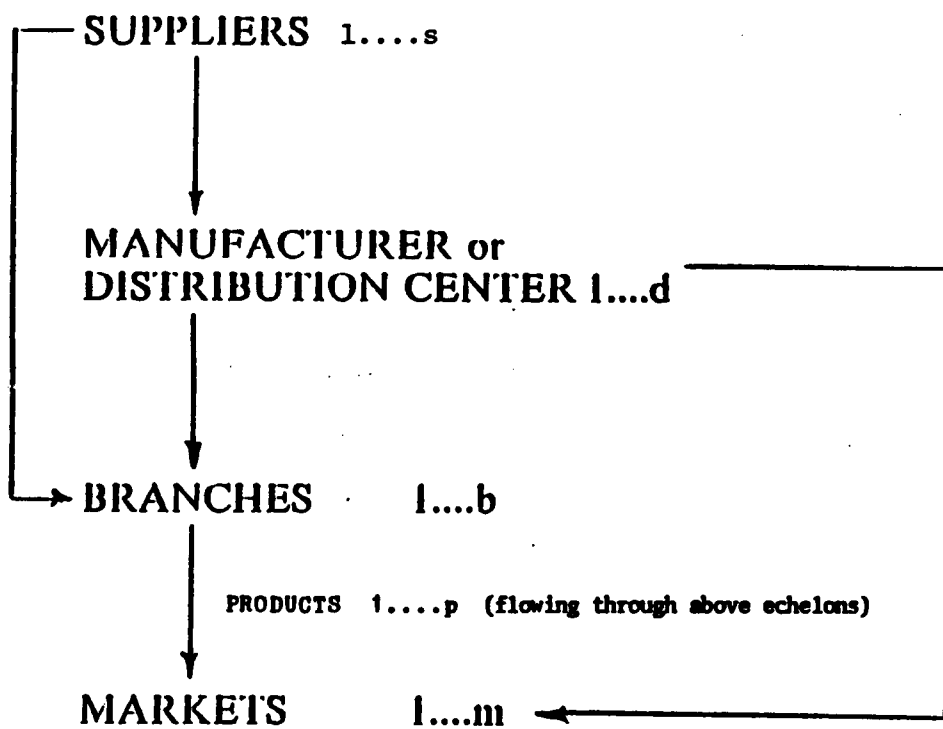 SUPPLIERS 1....s
MANUFACTURER or
DISTRIBUTION CENTER 1....d
BRANCHES 1....b
PRODUCTS 1....p (flowing through above echelons)
MARKETS 1....m